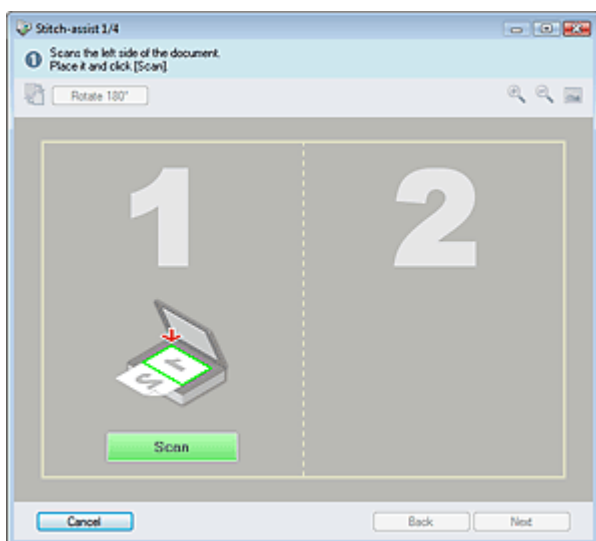 Stitch-assist 1/4
1 Scans the left side of the document.
Place it and click [Scan].
Rotate 180°
1 2
Scan
Cancel Back Next